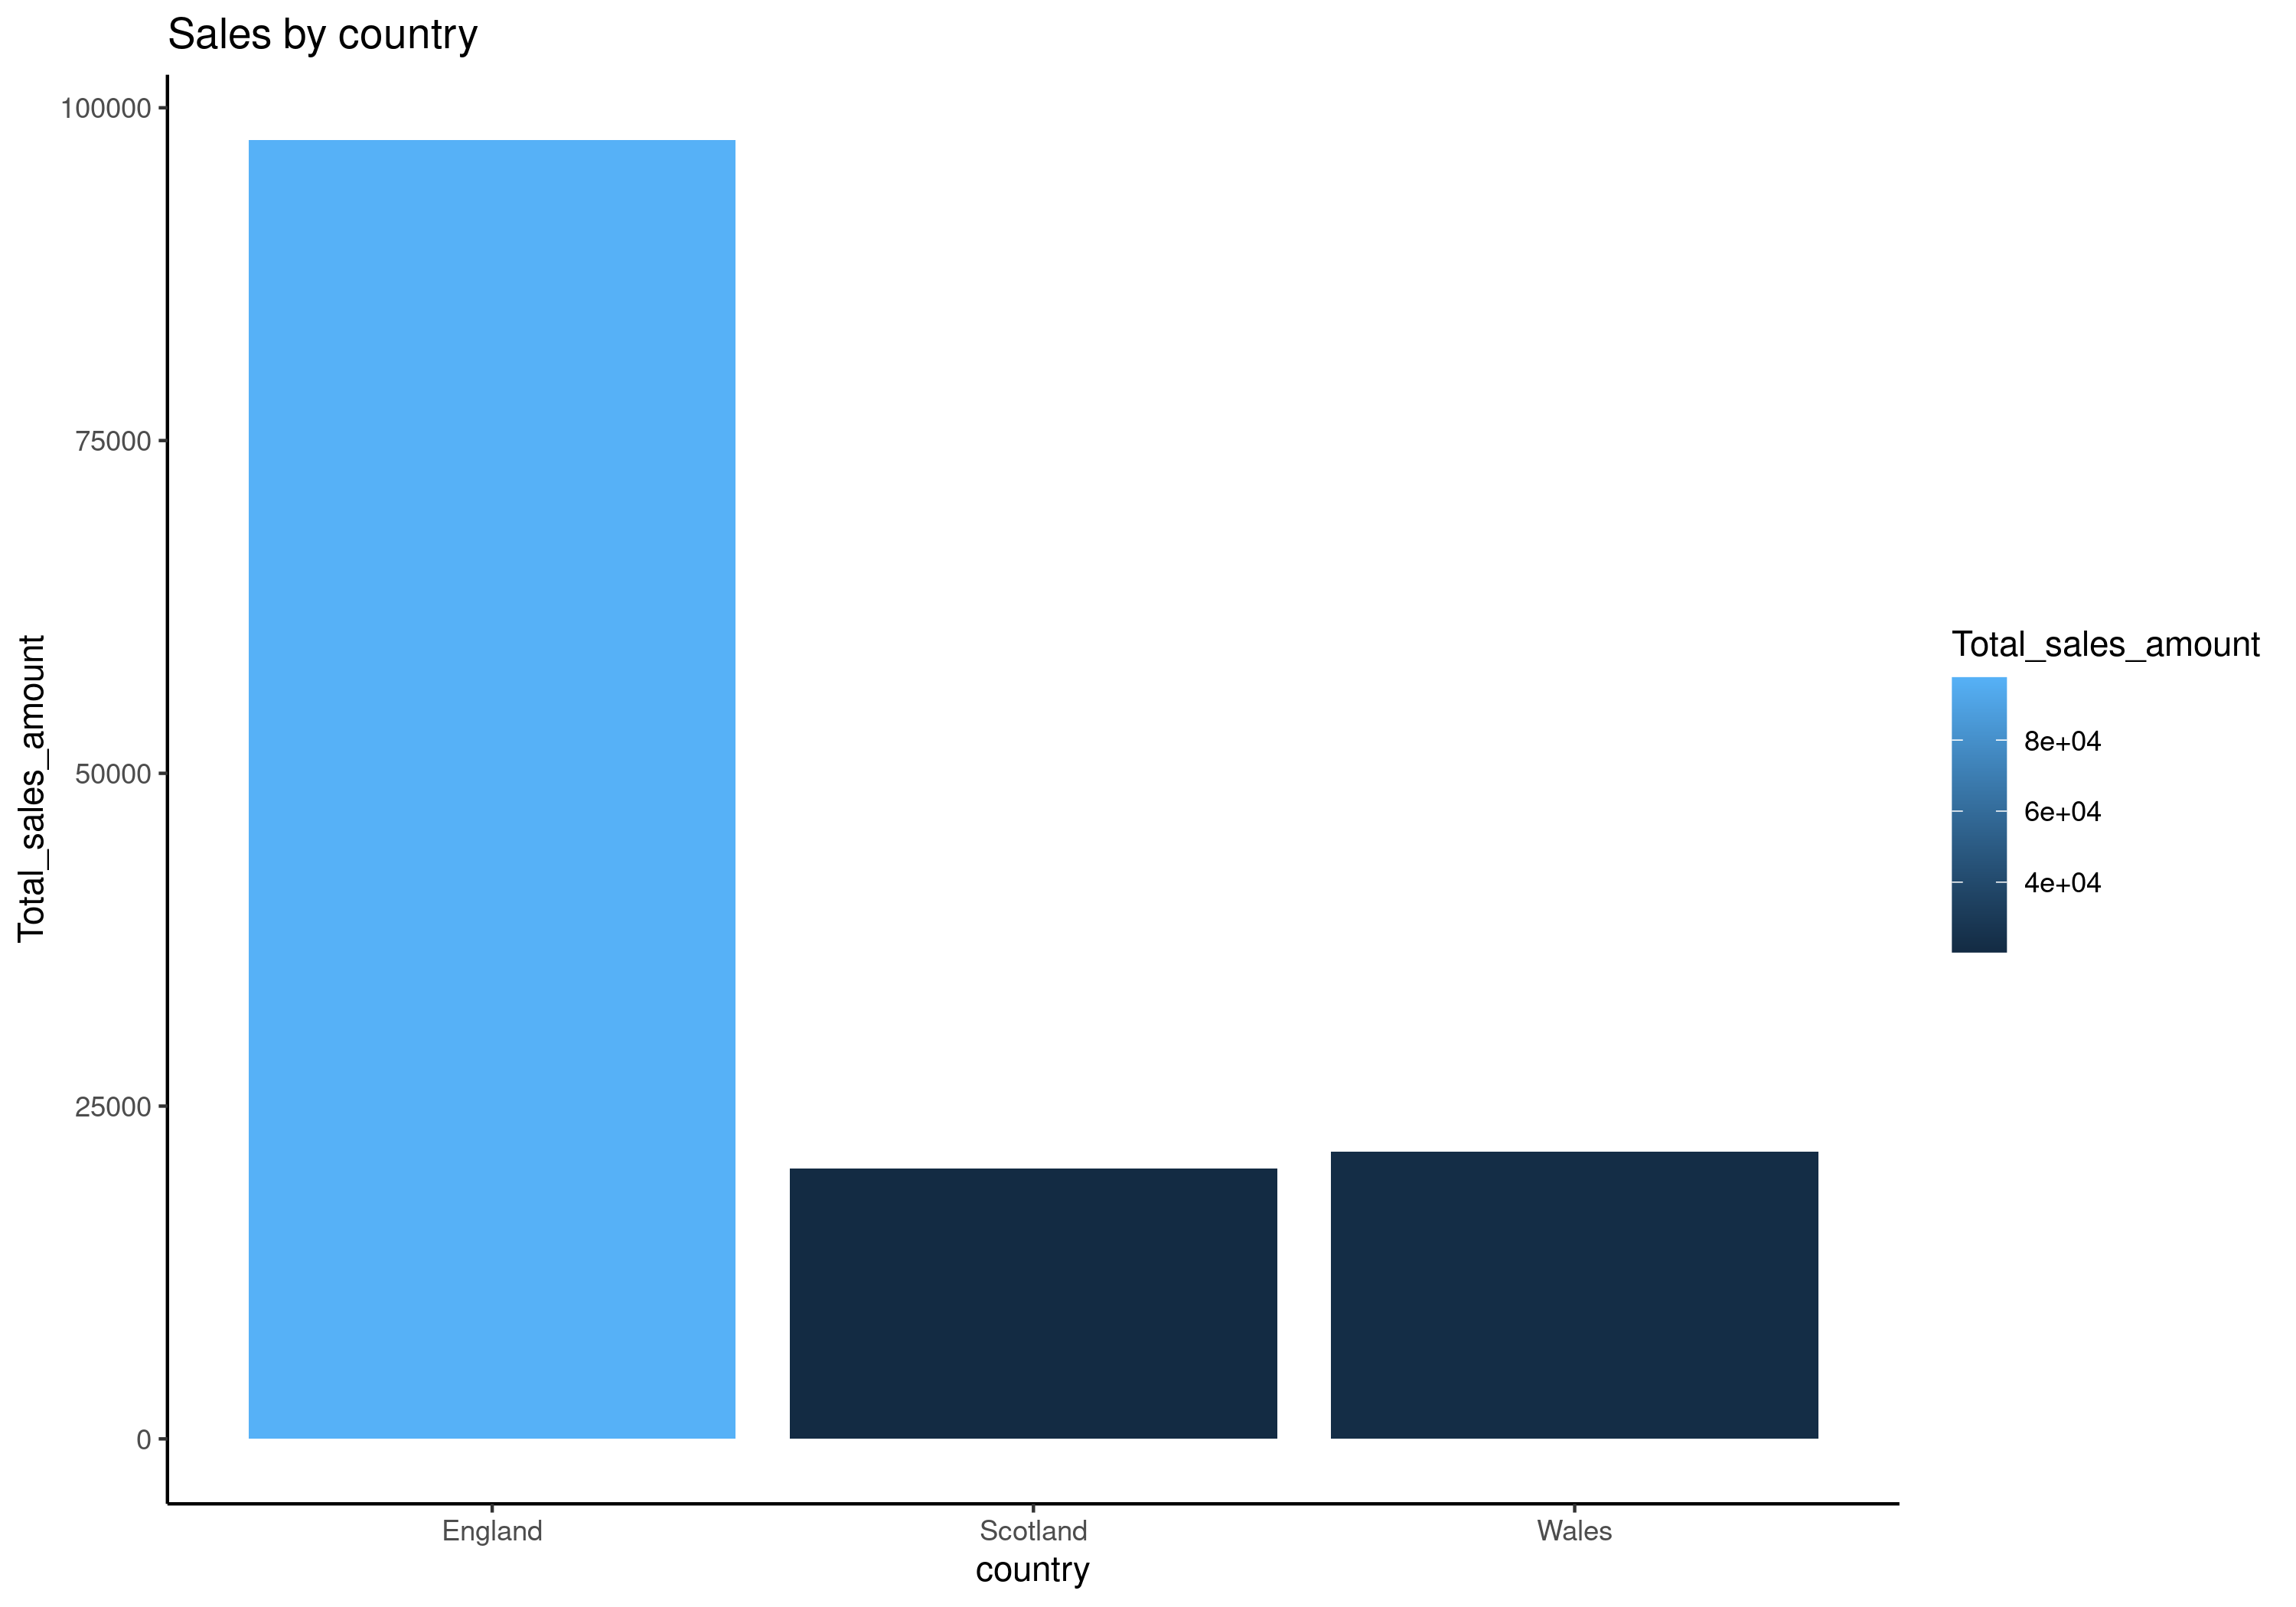 Sales by country
100000
75000
50000
25000
0
Total_sales_amount
England
Scotland
Wales
country
Total_sales_amount
8e+04
6e+04
4e+04